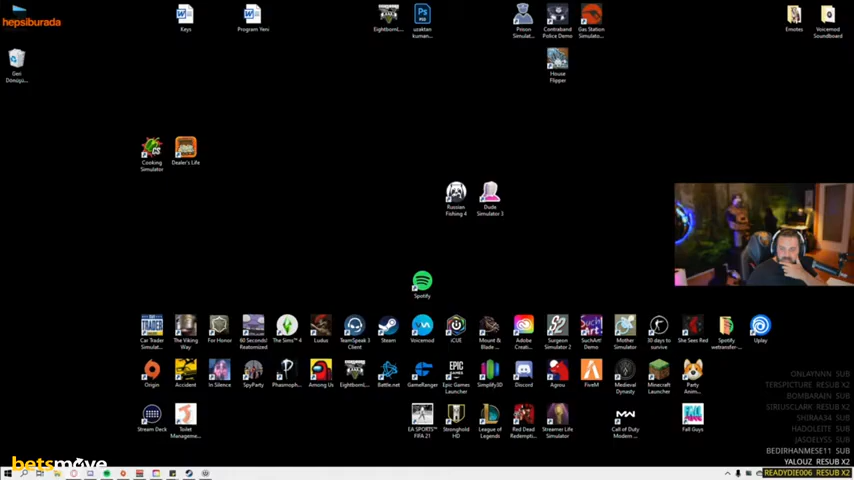 hepsiburada
Keys
Program Yeni
EightbornL...
uzaktan
kuman...
Prison
Simulat...
Contraband
Police Demo
Gas Station
Simulator...
Emotes
Voicemod
Soundboard
Geri
Dönüşü...
House
Flipper
Cooking
Simulator
Dealer's Life
Russian
Fishing 4
Dude
Simulator 3
Spotify
Car Trader
Simulat...
The Viking
Way
For Honor
60 Seconds!
Reatomized
The Sims™ 4
Ludus
TeamSpeak 3
Client
Steam
Voicemod
iCUE
Mount &
Blade ...
Adobe
Creati...
Surgeon
Simulator 2
SuchArt!
Demo
Mother
Simulator
30 days to
survive
She Sees Red
Spotify
wetransfer-...
Uplay
Origin
Accident
In Silence
SpyParty
Phasmoph...
Among Us
EightbornL...
Battle.net
GameRanger
Epic Games
Launcher
Simplify3D
Discord
Agnou
FiveM
Medieval
Dynasty
Minecraft
Launcher
Party
Anim...
Stream Deck
Toilet
Manageme...
EA SPORTS™
FIFA 21
Stronghold
HD
League of
Legends
Red Dead
Redempti...
Streamer Life
Simulator
Call of Duty
Modern ...
Fall Guys
ONLAYNNN SUB
TERSPICTURE RESUB X2
BOMBARAIN SUB
SIRIUSCLARK RESUB X2
SHIRAA34 SUB
HADOLEITE SUB
JASOELYSS SUB
BEDIRHANMESE11 SUB
YALOUZ RESUB X2
READYDIE006 RESUB X2
betsmove